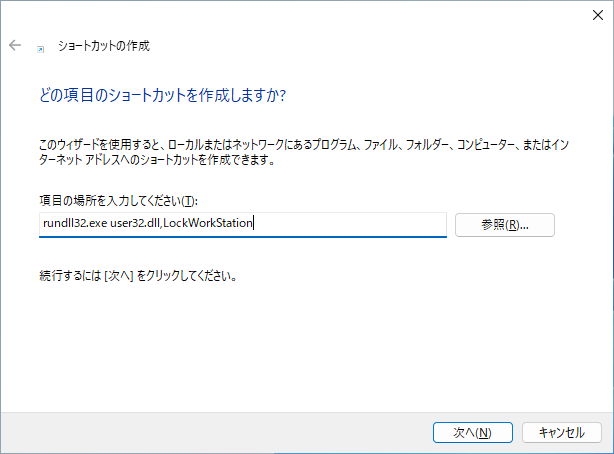 ショートカットの作成
どの項目のショートカットを作成しますか?
このウィザードを使用すると、ローカルまたはネットワークにあるプログラム、ファイル、フォルダー、コンピューター、またはイン
ターネット アドレスへのショートカットを作成できます。
項目の場所を入力してください(T):
rundll32.exe user32.dll,LockWorkStation
参照(R)...
続行するには [次へ] をクリックしてください。
次へ(N)
キャンセル